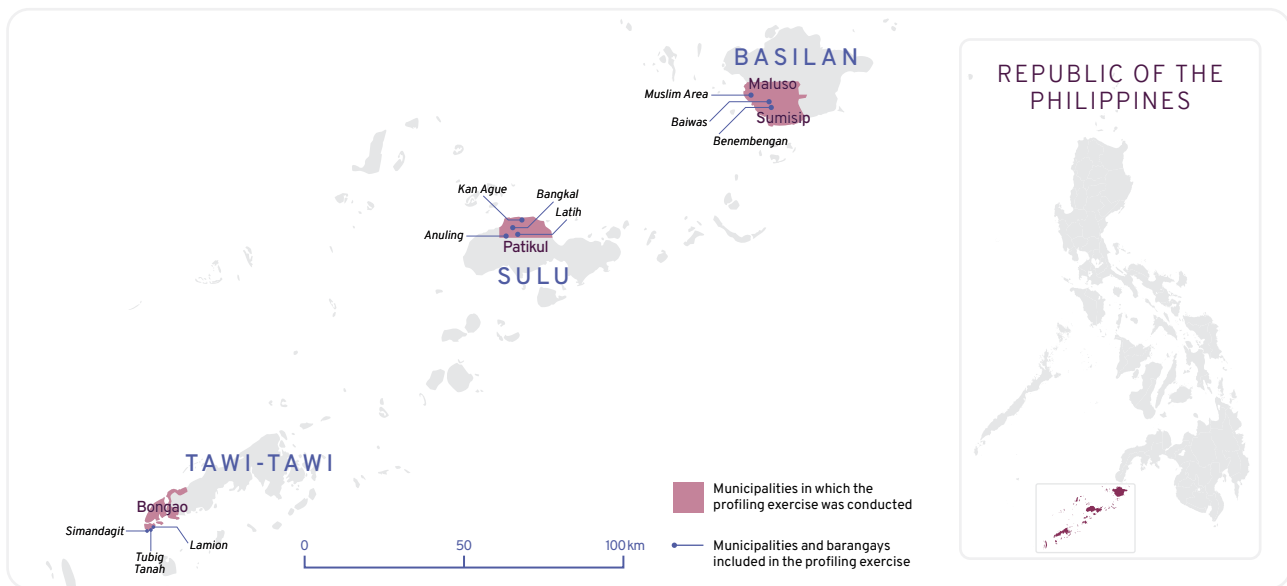 BASILAN
Maluso
Muslim Area
Baiwas
Sumisip
Benembengan
Kan Ague
Bangkal
Latih
Anuling
Patikul
SULU
TAWI-TAWI
Bongao
Simandagit
Lamion
Tubig
Tanah
0
50
100 km
Municipalities in which the
profiling exercise was conducted
Municipalities and barangays
included in the profiling exercise
REPUBLIC OF THE
PHILIPPINES